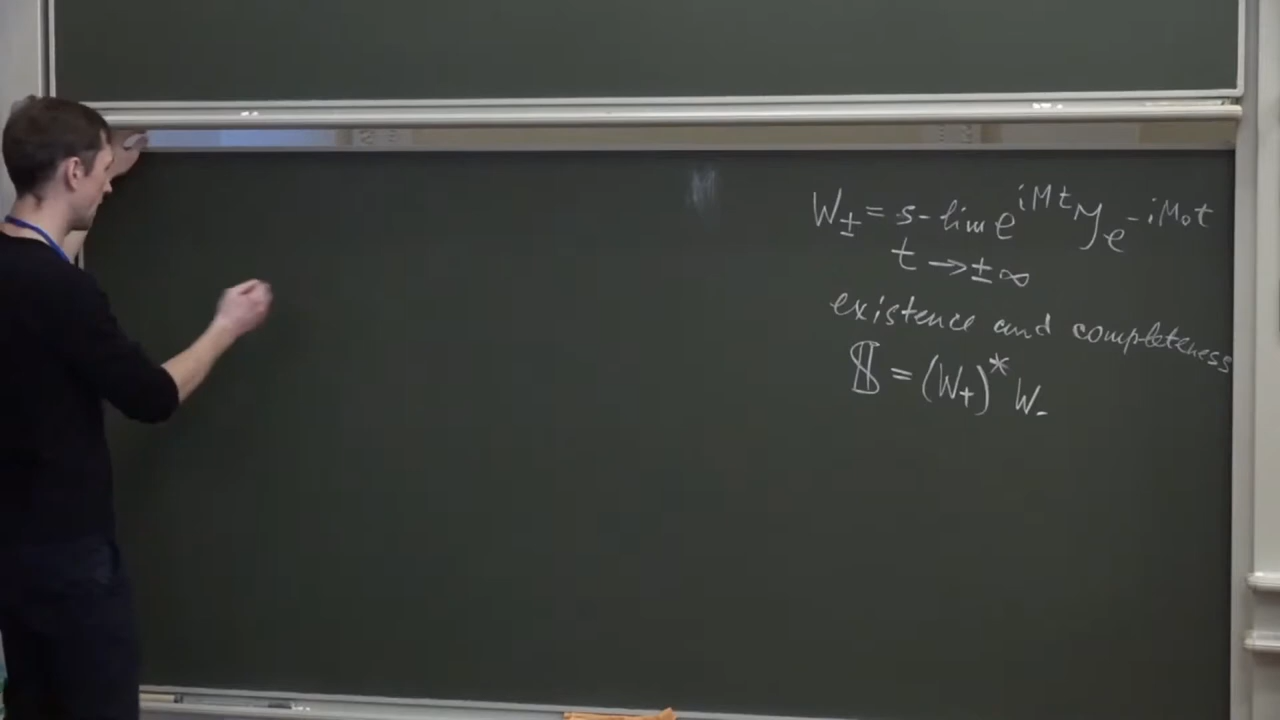 W± = s-lim e^{iMt} Y e^{-iM₀t}
t → ±∞
existence and completeness
𝕊 = (W₊)* W₋